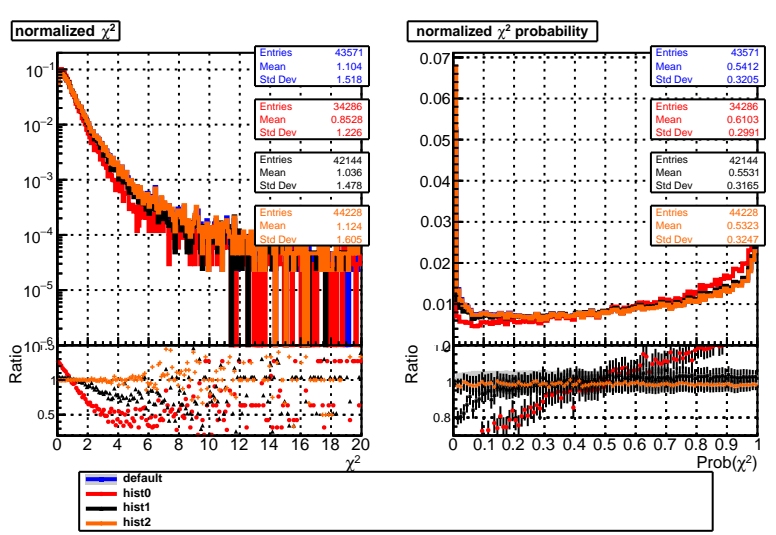 normalized χ²
Entries 43571
Mean 1.104
Std Dev 1.518
Entries 34286
Mean 0.8528
Std Dev 1.226
Entries 42144
Mean 1.036
Std Dev 1.478
Entries 44228
Mean 1.124
Std Dev 1.605
10⁻¹
10⁻²
10⁻³
10⁻⁴
10⁻⁵
Ratio
1
0.5
0 2 4 6 8 10 12 14 16 18 20
χ²
normalized χ² probability
Entries 43571
Mean 0.5412
Std Dev 0.3205
Entries 34286
Mean 0.6103
Std Dev 0.2991
Entries 42144
Mean 0.5531
Std Dev 0.3165
Entries 44228
Mean 0.5323
Std Dev 0.3247
0.07
0.06
0.05
0.04
0.03
0.02
0.01
Ratio
1
0.8
0 0.1 0.2 0.3 0.4 0.5 0.6 0.7 0.8 0.9 1
Prob(χ²)
default
hist0
hist1
hist2